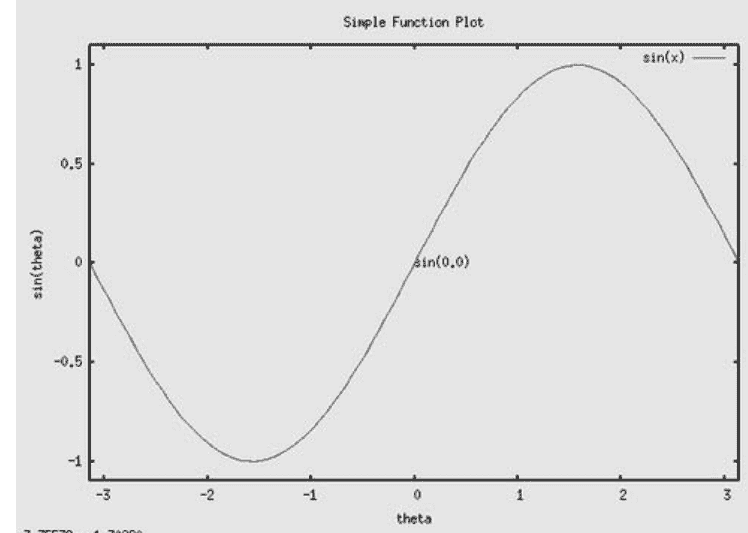 Simple Function Plot
sin(x)
1
0.5
0
-0.5
-1
sin(theta)
sin(0.0)
-3
-2
-1
0
1
2
3
theta